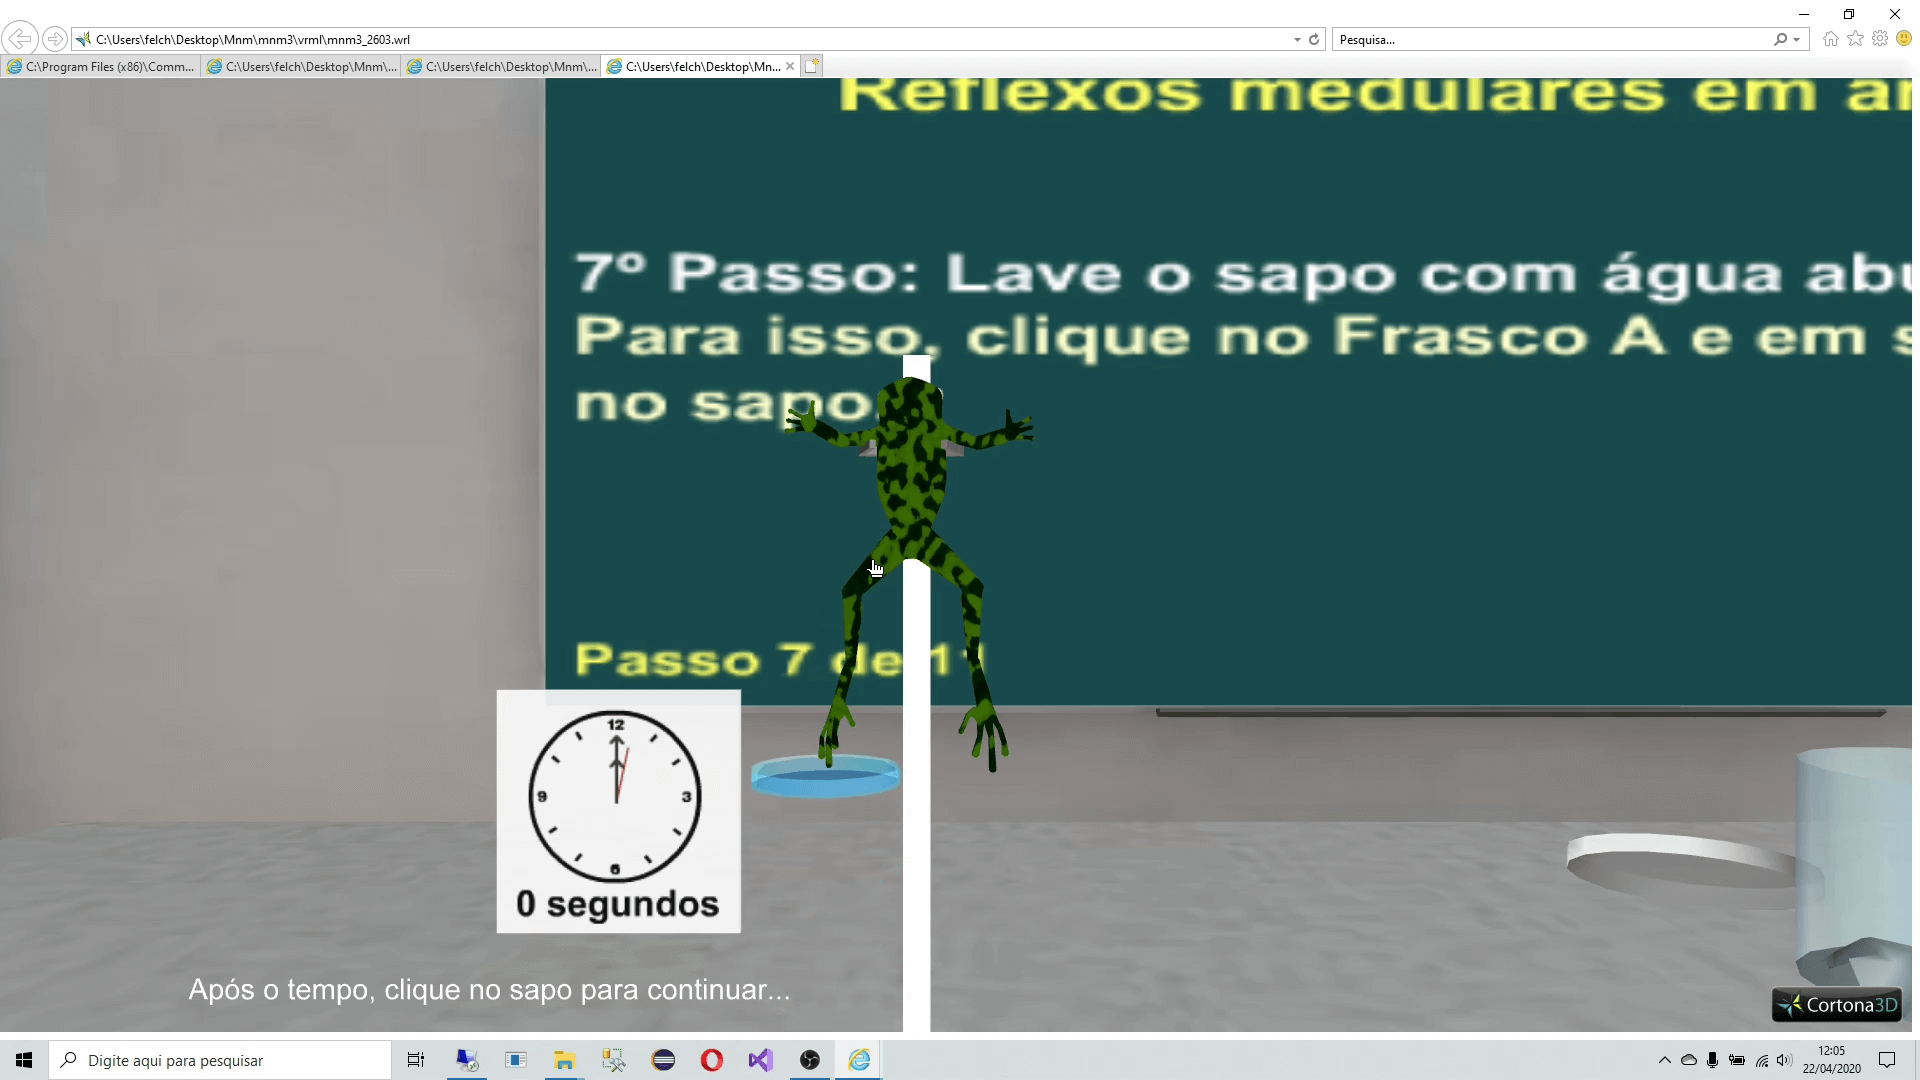 C:\Users\felch\Desktop\Mnm\mnm3\vrml\mnm3_2603.wrl
Pesquisa...
C:\Program Files (x86)\Comm...
C:\Users\felch\Desktop\Mnm\...
C:\Users\felch\Desktop\Mnm\...
C:\Users\felch\Desktop\Mn...
Reflexos medulares em
7º Passo: Lave o sapo com água
Para isso, clique no Frasco A e em
no sapo
Passo 7 de 11
12
3
6
9
0 segundos
Após o tempo, clique no sapo para continuar...
Cortona3D
Digite aqui para pesquisar
12:05
22/04/2020